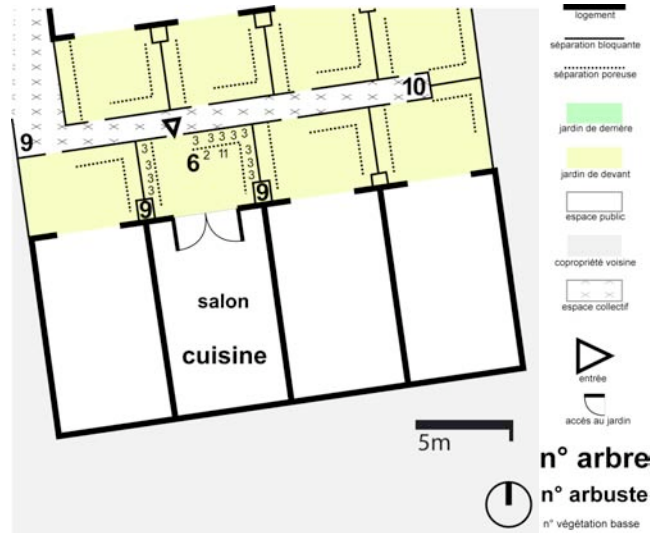 logement
séparation bloquante
séparation poreuse
jardin de derrière
jardin de devant
espace public
copropriété voisine
espace collectif
entrée
accès au jardin
n° arbre
n° arbuste
n° végétation basse
10
9
3 3 3 3 3
3 3
3 2 11 3
6
3 3
3 3
9
9
salon
cuisine
5m